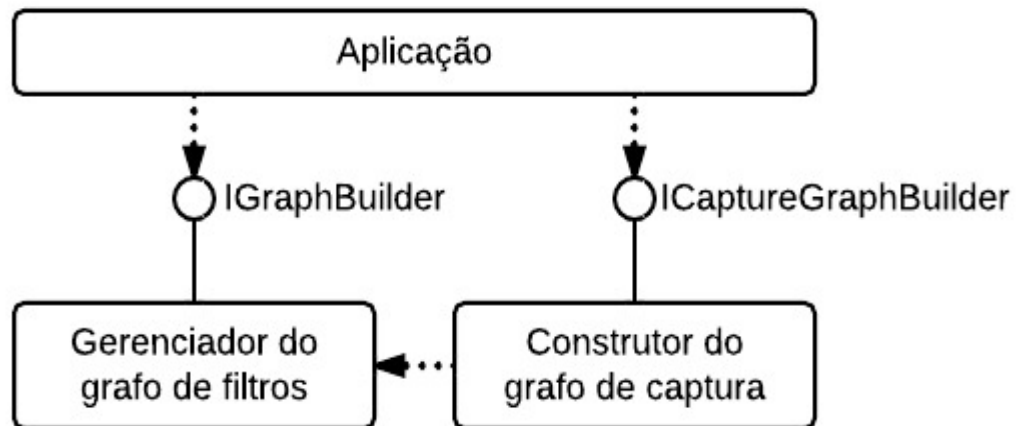 Aplicação
IGraphBuilder
ICaptureGraphBuilder
Gerenciador do
grafo de filtros
Construtor do
grafo de captura